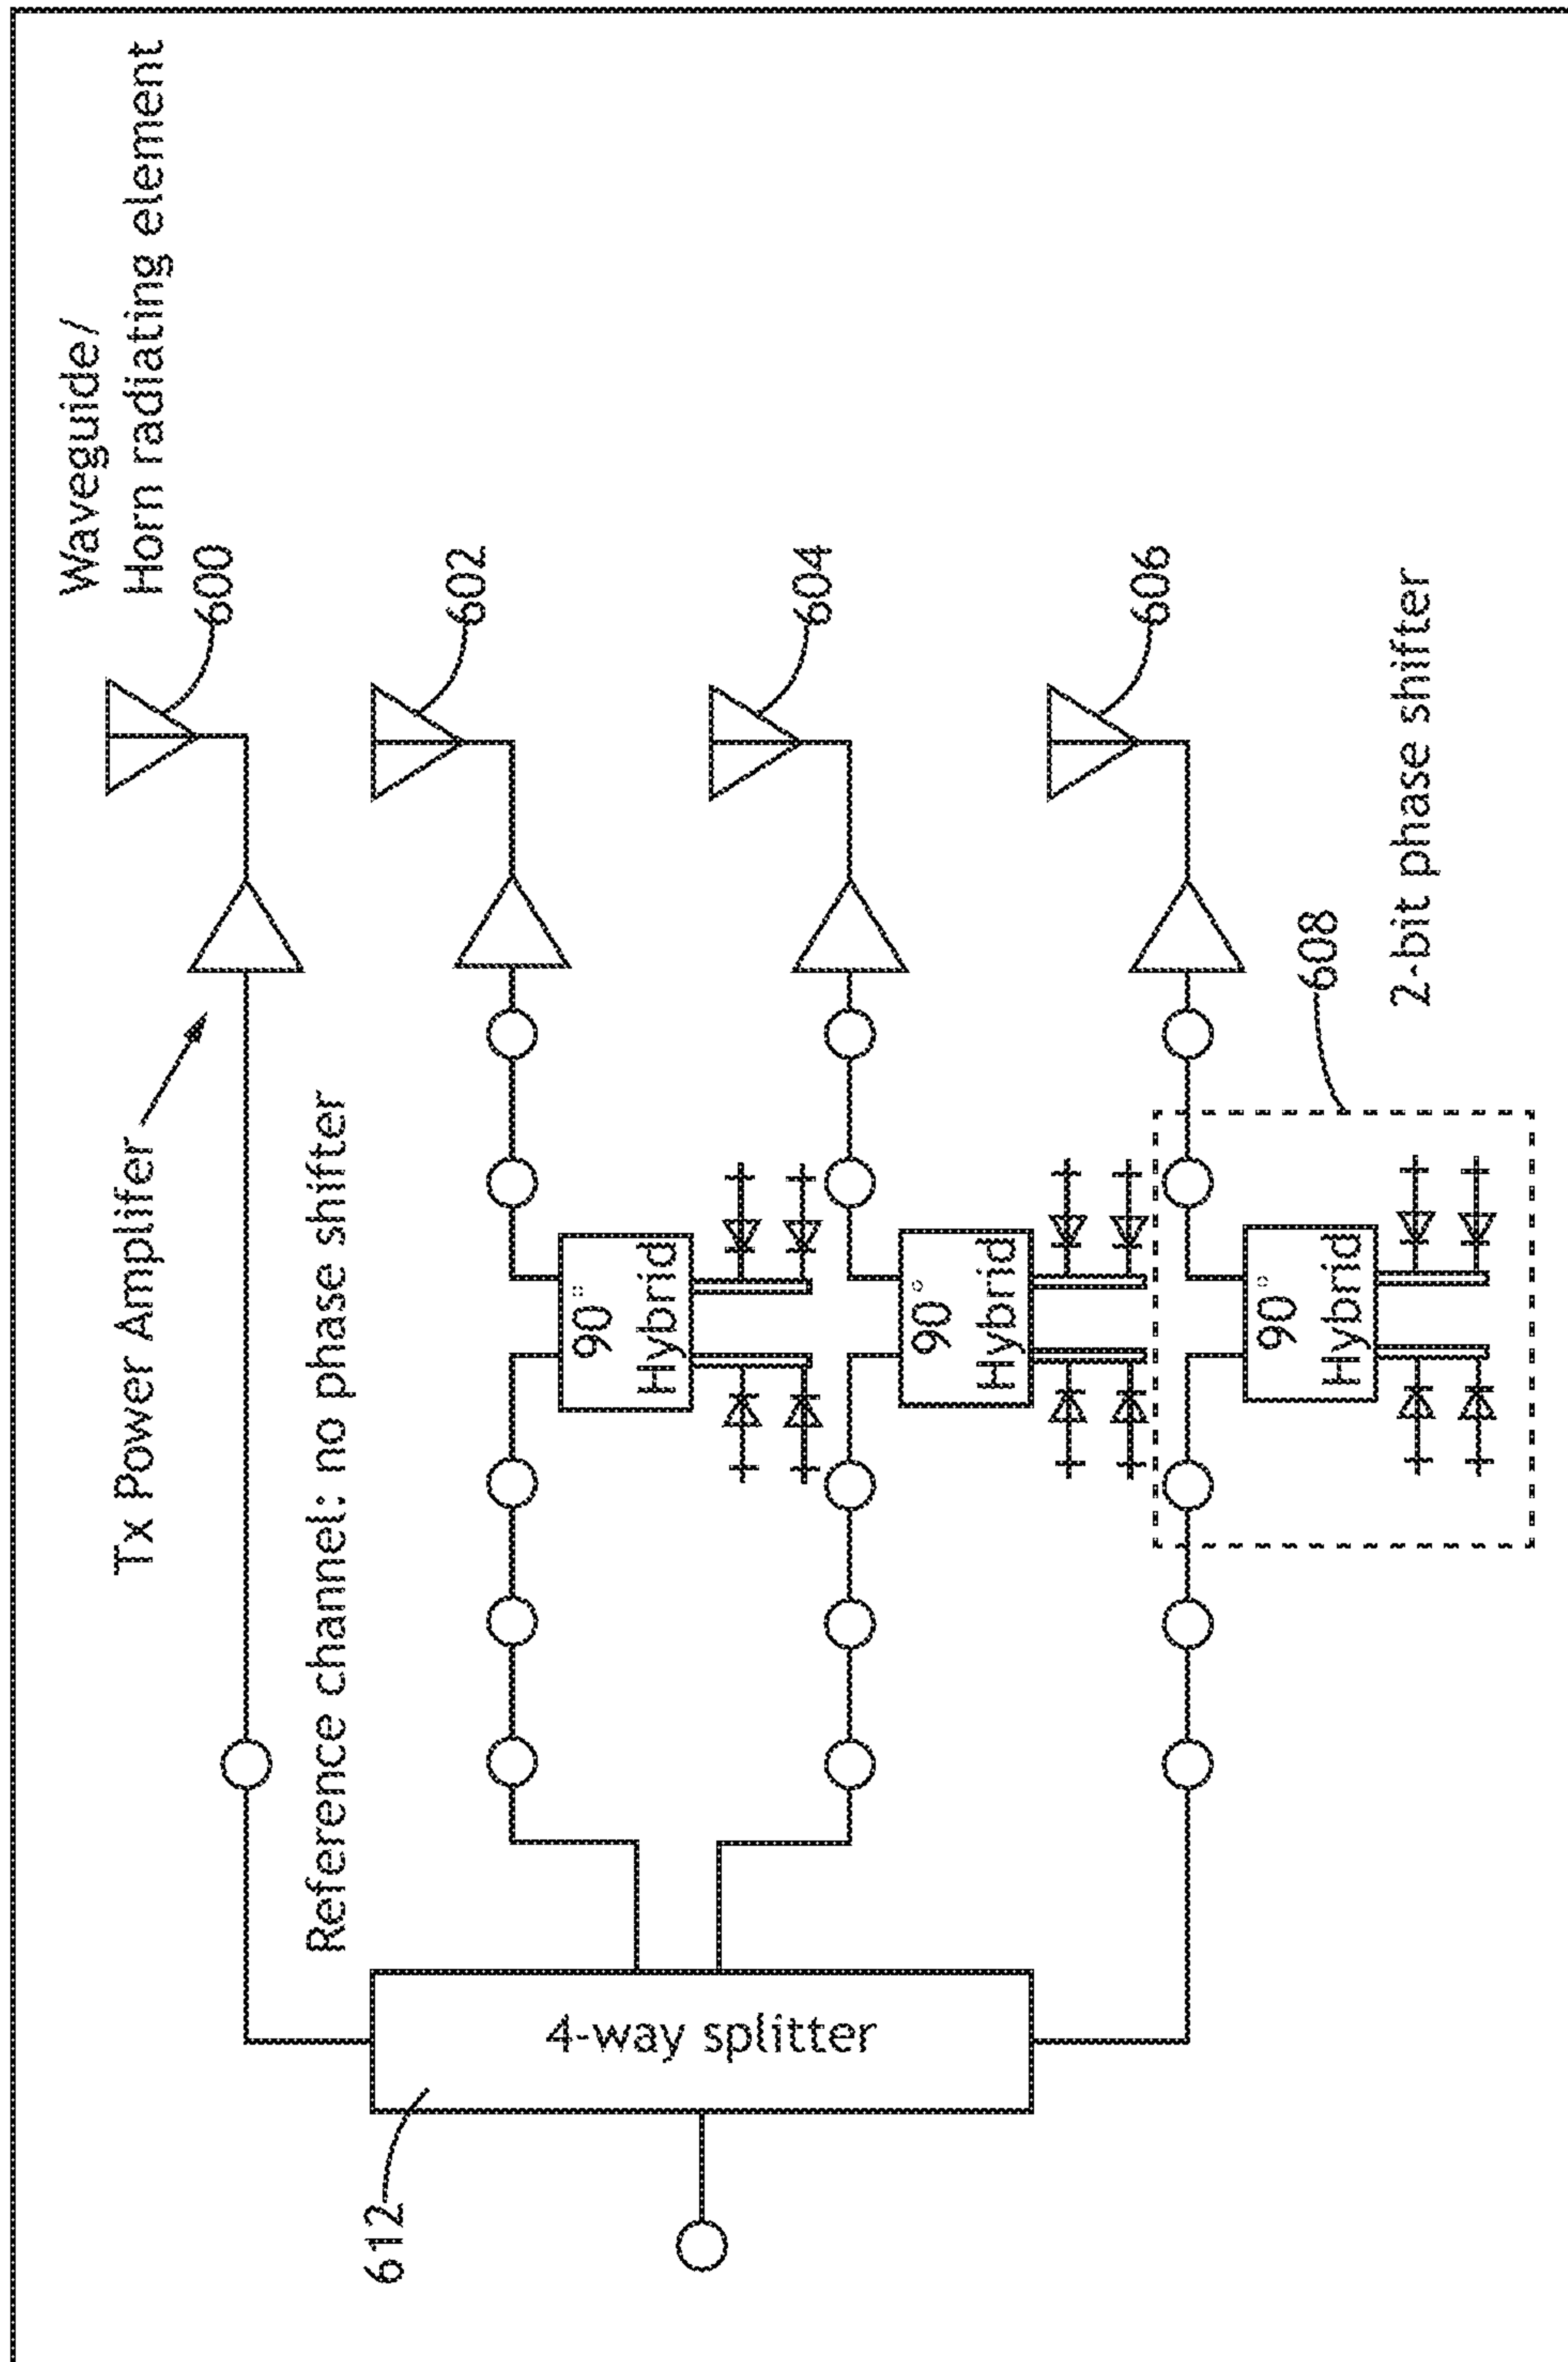 Waveguide/
Horn radiating element
600
Tx Power Amplifer
Reference channel: no phase shifter
602
90°
Hybrid
604
90°
Hybrid
606
90°
Hybrid
608
2-bit phase shifter
4-way splitter
612